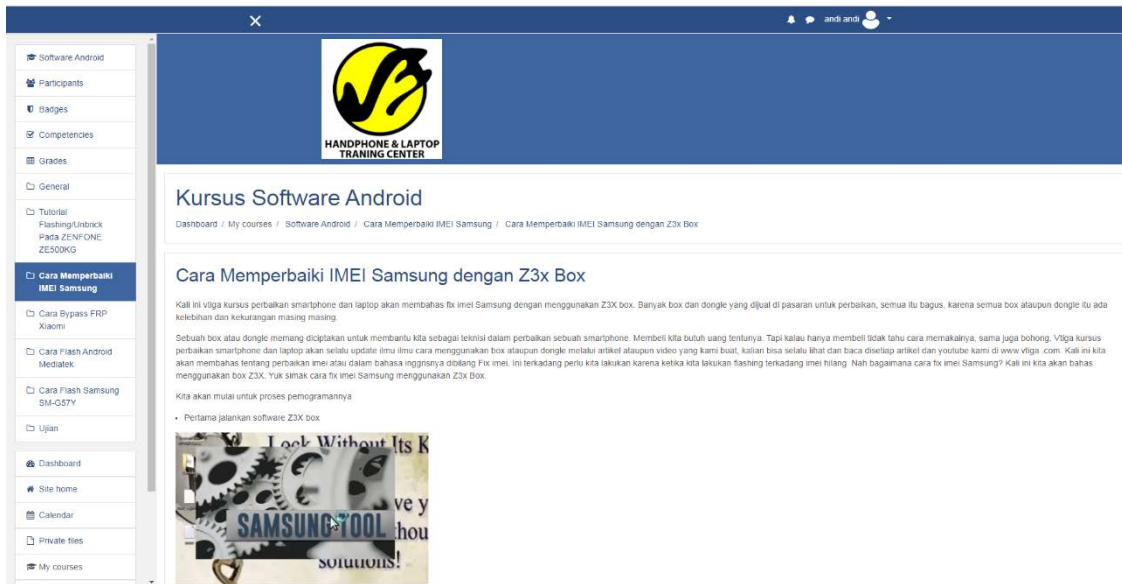 andi andi
Software Android
Participants
Badges
Competencies
Grades
General
Tutorial
Flashing/Unbrick
Pada ZENFONE
ZE500KG
Cara Memperbaiki
IMEI Samsung
Cara Bypass FRP
Xiaomi
Cara Flash Android
Mediatek
Cara Flash Samsung
SM-G57Y
Ujian
Dashboard
Site home
Calendar
Private files
My courses
HANDPHONE & LAPTOP
TRANING CENTER
Kursus Software Android
Dashboard / My courses / Software Android / Cara Memperbaiki IMEI Samsung / Cara Memperbaiki IMEI Samsung dengan Z3x Box
Cara Memperbaiki IMEI Samsung dengan Z3x Box
Kali ini vtiga kursus perbaikan smartphone dan laptop akan membahas fix imei Samsung dengan menggunakan Z3X box. Banyak box dan dongle yang dijual di pasaran untuk perbaikan, semua itu bagus, karena semua box ataupun dongle itu ada
kelebihan dan kekurangan masing masing.
Sebuah box atau dongle memang diciptakan untuk membantu kita sebagai teknisi dalam perbaikan sebuah smartphone. Membeli kita butuh uang tentunya. Tapi kalau hanya membeli tidak tahu cara memakainya, sama juga bohong. Vtiga kursus
perbaikan smartphone dan laptop akan selalu update ilmu ilmu cara menggunakan box ataupun dongle melalui artikel ataupun video yang kami buat, kalian bisa selalu lihat dan baca disetiap artikel dan youtube kami di www vtiga .com. Kali ini kita
akan membahas tentang perbaikan imei atau dalam bahasa inggrisnya dibilang Fix imei. Ini terkadang perlu kita lakukan karena ketika kita lakukan flashing terkadang imei hilang. Nah bagaimana cara fix imei Samsung? Kali ini kita akan bahas
menggunakan box Z3X. Yuk simak cara fix imei Samsung menggunakan Z3x Box.
Kita akan mulai untuk proses pemogramannya
• Pertama jalankan software Z3X box
Lock Without Its K
ve y
SAMSUNG TOOL
thou
solutions!